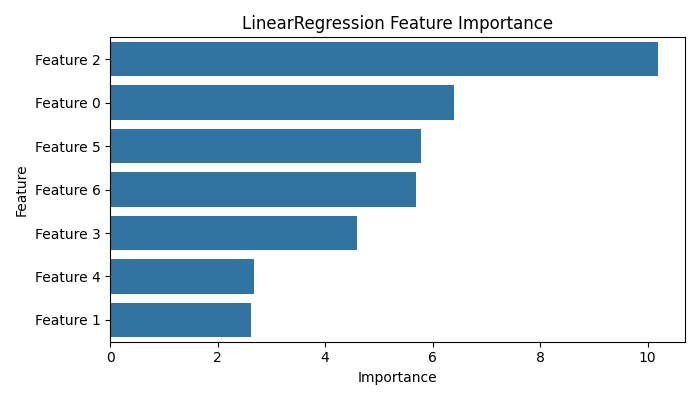 LinearRegression Feature Importance
Feature 2
Feature 0
Feature 5
Feature 6
Feature 3
Feature 4
Feature 1
Feature
0 2 4 6 8 10
Importance